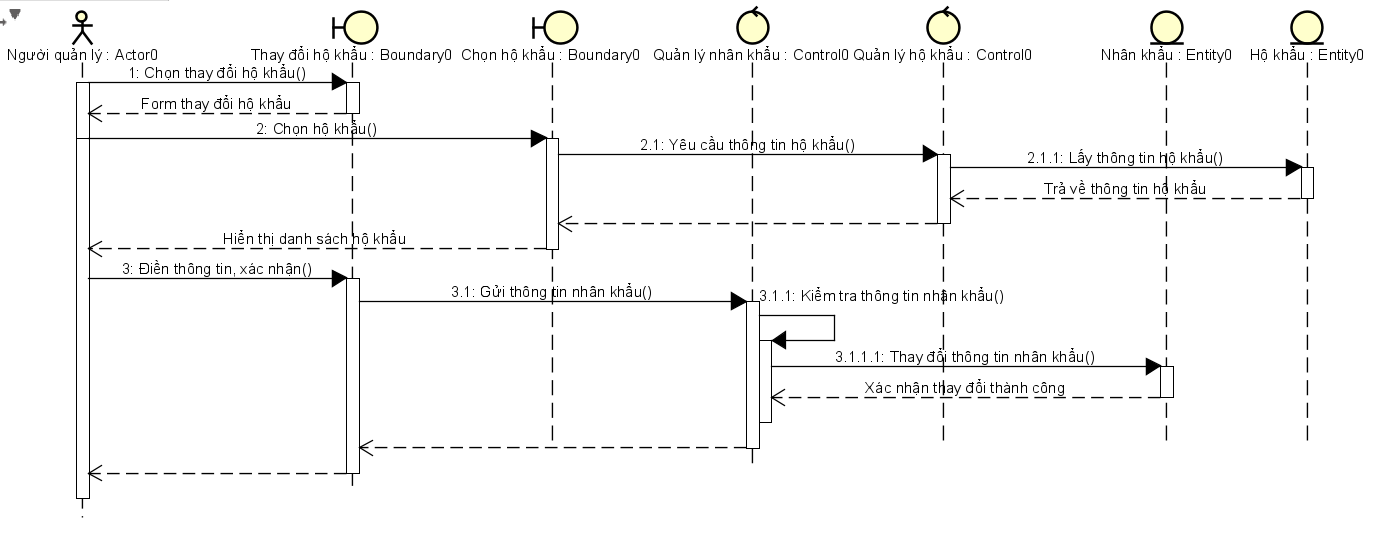 Người quản lý : Actor0
Thay đổi hộ khẩu : Boundary0
Chọn hộ khẩu : Boundary0
Quản lý nhân khẩu : Control0
Quản lý hộ khẩu : Control0
Nhân khẩu : Entity0
Hộ khẩu : Entity0
1: Chọn thay đổi hộ khẩu()
Form thay đổi hộ khẩu
2: Chọn hộ khẩu()
2.1: Yêu cầu thông tin hộ khẩu()
2.1.1: Lấy thông tin hộ khẩu()
Trả về thông tin hộ khẩu
Hiển thị danh sách hộ khẩu
3: Điền thông tin, xác nhận()
3.1: Gửi thông tin nhân khẩu()
3.1.1: Kiểm tra thông tin nhận khẩu()
3.1.1.1: Thay đổi thông tin nhân khẩu()
Xác nhận thay đổi thành công